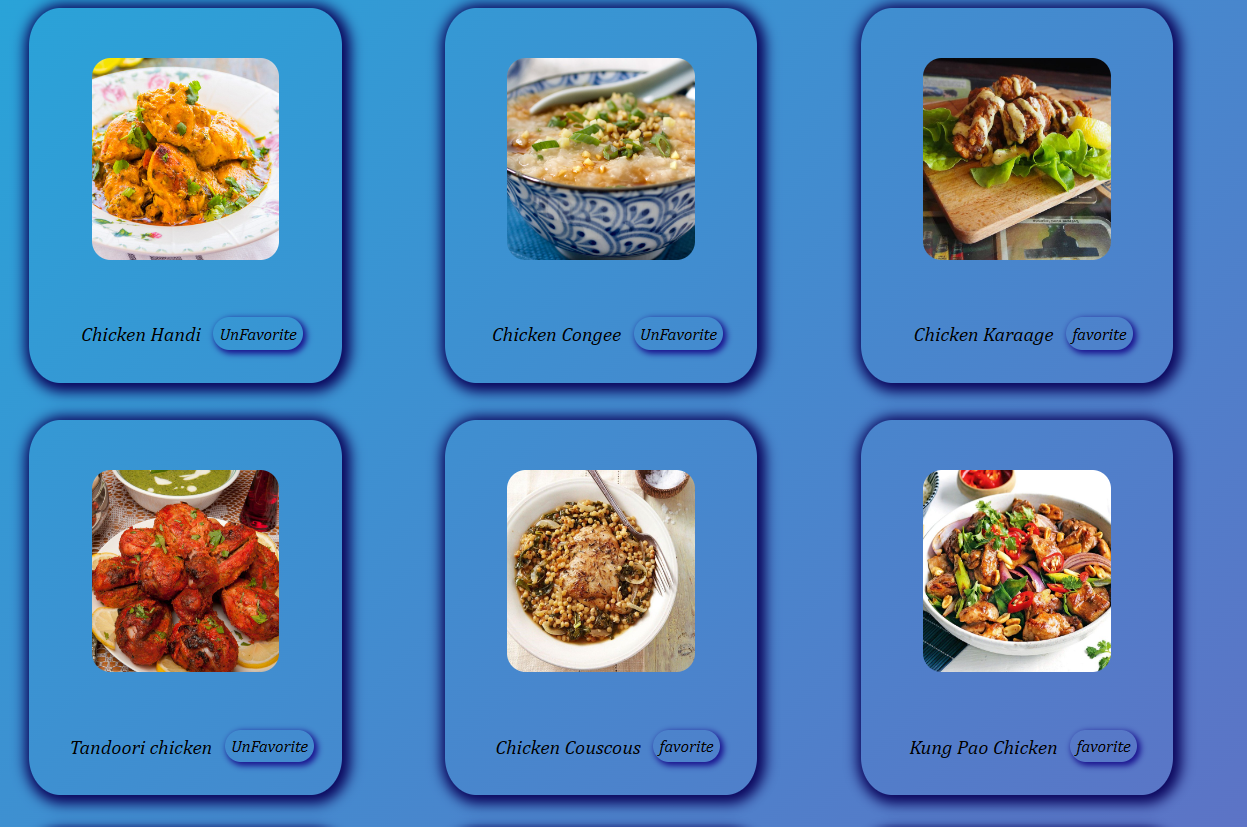 Chicken Handi UnFavorite
Chicken Congee UnFavorite
Chicken Karaage favorite
Tandoori chicken UnFavorite
Chicken Couscous favorite
Kung Pao Chicken favorite